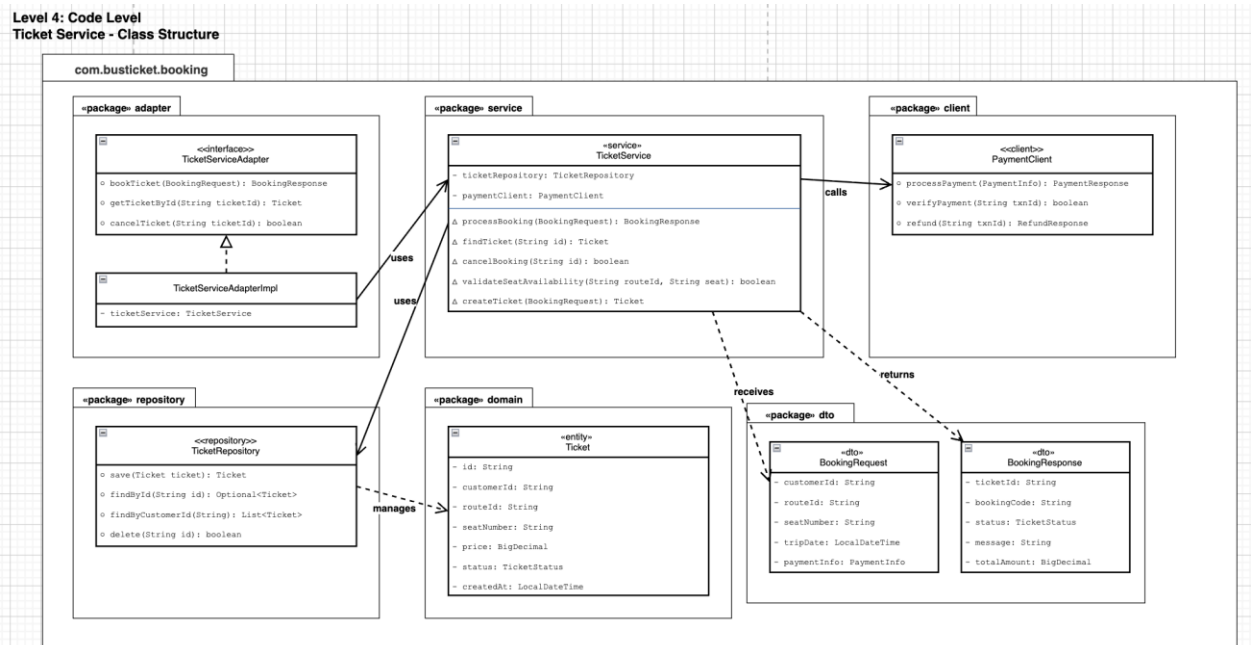 Level 4: Code Level
Ticket Service - Class Structure
com.busticket.booking
«package» adapter
<<interface>>
TicketServiceAdapter
bookTicket(BookingRequest): BookingResponse
getTicketById(String ticketId): Ticket
cancelTicket(String ticketId): boolean
TicketServiceAdapterImpl
- ticketService: TicketService
uses
«package» service
«service»
TicketService
- ticketRepository: TicketRepository
- paymentClient: PaymentClient
processBooking(BookingRequest): BookingResponse
findTicket(String id): Ticket
cancelBooking(String id): boolean
validateSeatAvailability(String routeId, String seat): boolean
createTicket(BookingRequest): Ticket
calls
«package» client
<<client>>
PaymentClient
processPayment(PaymentInfo): PaymentResponse
verifyPayment(String txnId): boolean
refund(String txnId): RefundResponse
uses
receives
returns
«package» repository
<<repository>>
TicketRepository
save(Ticket ticket): Ticket
findById(String id): Optional<Ticket>
findByCustomerId(String): List<Ticket>
delete(String id): boolean
manages
«package» domain
«entity»
Ticket
- id: String
- customerId: String
- routeId: String
- seatNumber: String
- price: BigDecimal
- status: TicketStatus
- createdAt: LocalDateTime
«package» dto
«dto»
BookingRequest
- customerId: String
- routeId: String
- seatNumber: String
- tripDate: LocalDateTime
- paymentInfo: PaymentInfo
«dto»
BookingResponse
- ticketId: String
- bookingCode: String
- status: TicketStatus
- message: String
- totalAmount: BigDecimal